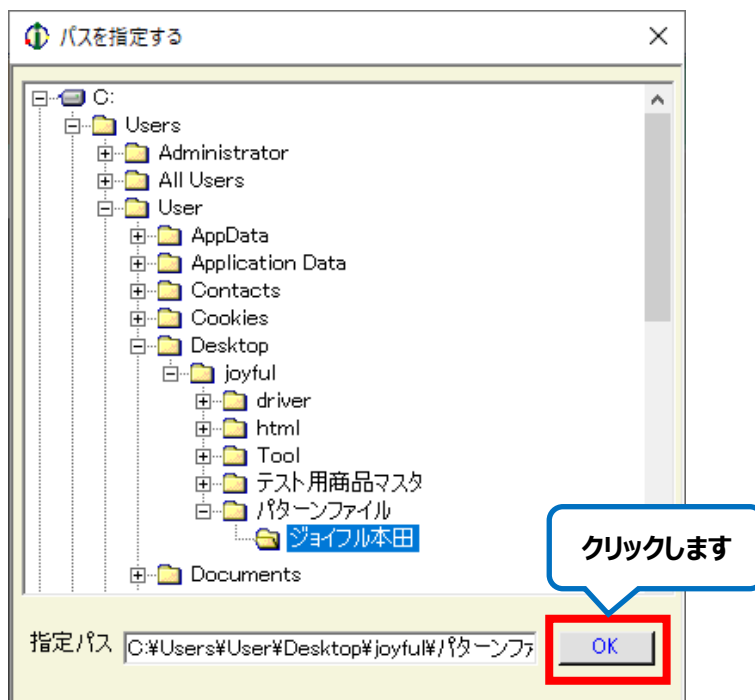 パスを指定する
C:
Users
Administrator
All Users
User
AppData
Application Data
Contacts
Cookies
Desktop
joyful
driver
html
Tool
テスト用商品マスタ
パターンファイル
ジョイフル本田
クリックします
Documents
指定パス C:¥Users¥User¥Desktop¥joyful¥パターンファ OK